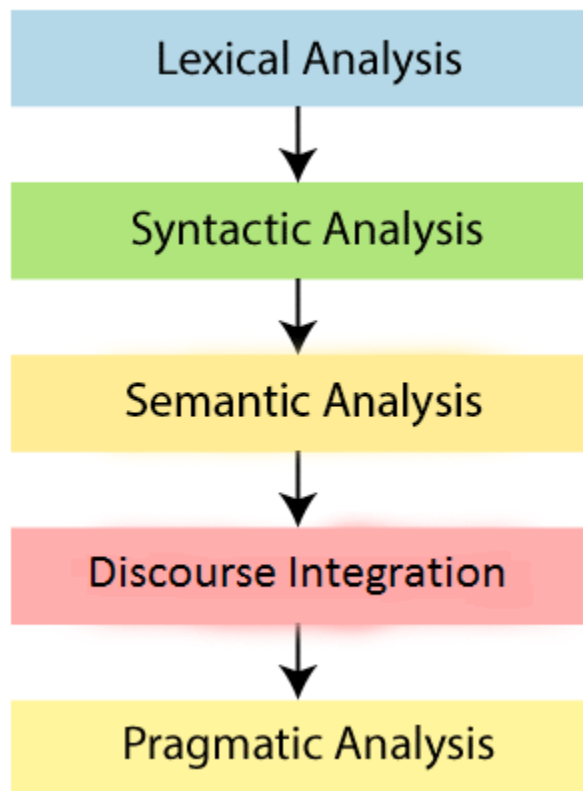 Lexical Analysis
Syntactic Analysis
Semantic Analysis
Discourse Integration
Pragmatic Analysis